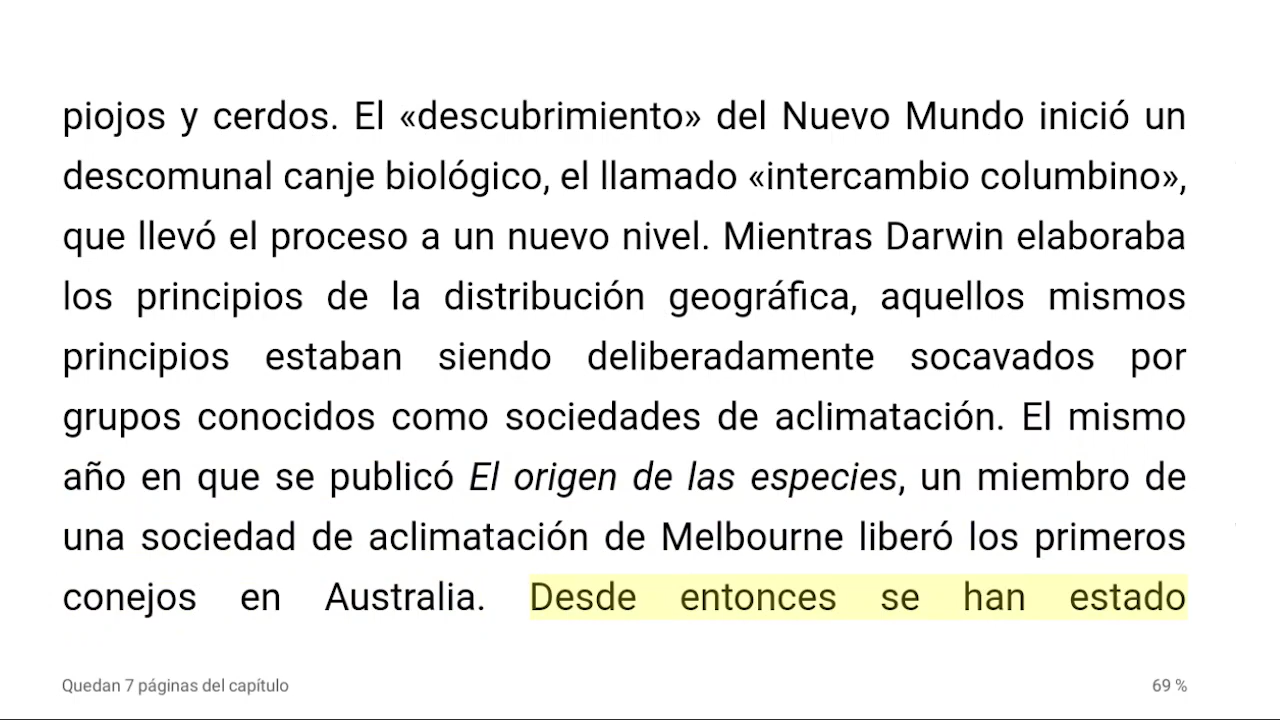 piojos y cerdos. El «descubrimiento» del Nuevo Mundo inició un
descomunal canje biológico, el llamado «intercambio columbino»,
que llevó el proceso a un nuevo nivel. Mientras Darwin elaboraba
los principios de la distribución geográfica, aquellos mismos
principios estaban siendo deliberadamente socavados por
grupos conocidos como sociedades de aclimatación. El mismo
año en que se publicó El origen de las especies, un miembro de
una sociedad de aclimatación de Melbourne liberó los primeros
conejos en Australia. Desde entonces se han estado
Quedan 7 páginas del capítulo
69 %